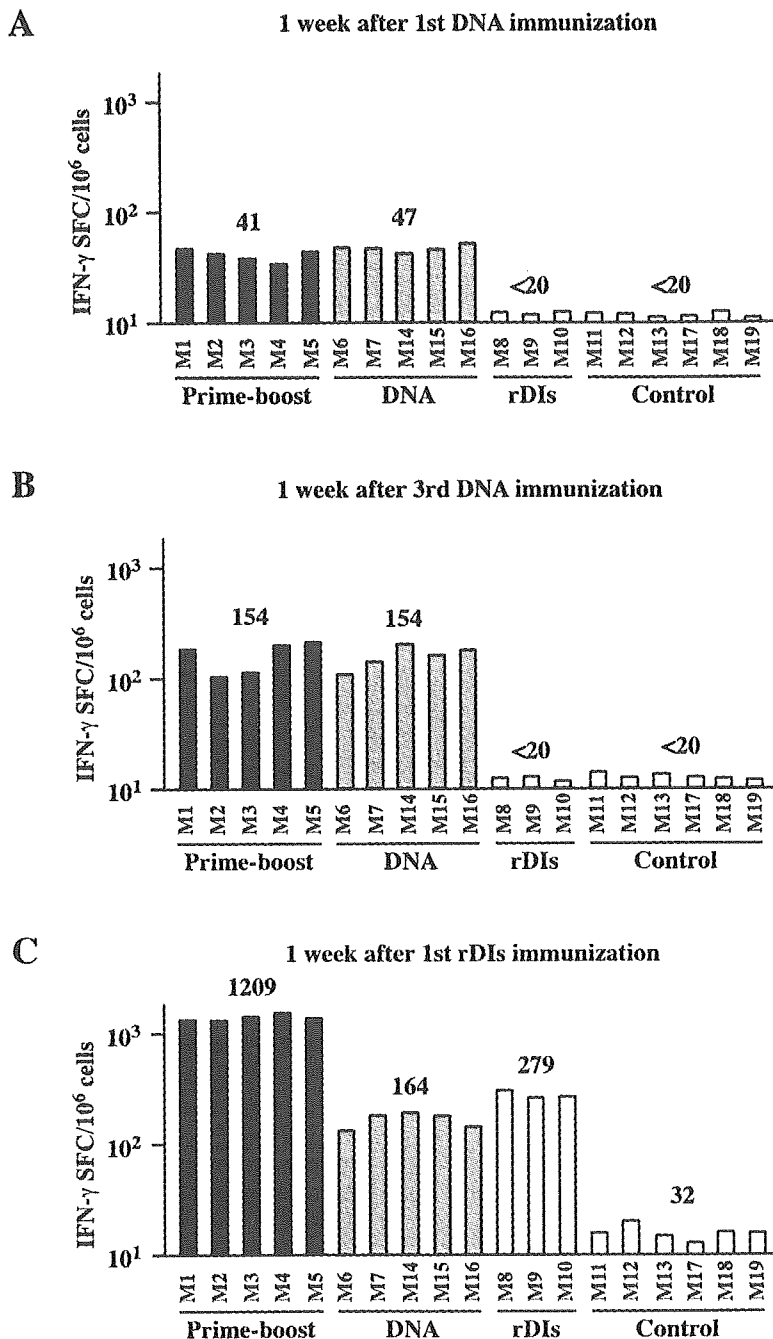 A
1 week after 1st DNA immunization
IFN-γ SFC/10⁶ cells
10³
10²
10¹
41
47
<20
<20
M1 M2 M3 M4 M5 M6 M7 M14 M15 M16 M8 M9 M10 M11 M12 M13 M17 M18 M19
Prime-boost DNA rDIs Control
B
1 week after 3rd DNA immunization
IFN-γ SFC/10⁶ cells
10³
10²
10¹
154
154
<20
<20
M1 M2 M3 M4 M5 M6 M7 M14 M15 M16 M8 M9 M10 M11 M12 M13 M17 M18 M19
Prime-boost DNA rDIs Control
C
1 week after 1st rDIs immunization
IFN-γ SFC/10⁶ cells
10³
10²
10¹
1209
164
279
32
M1 M2 M3 M4 M5 M6 M7 M14 M15 M16 M8 M9 M10 M11 M12 M13 M17 M18 M19
Prime-boost DNA rDIs Control